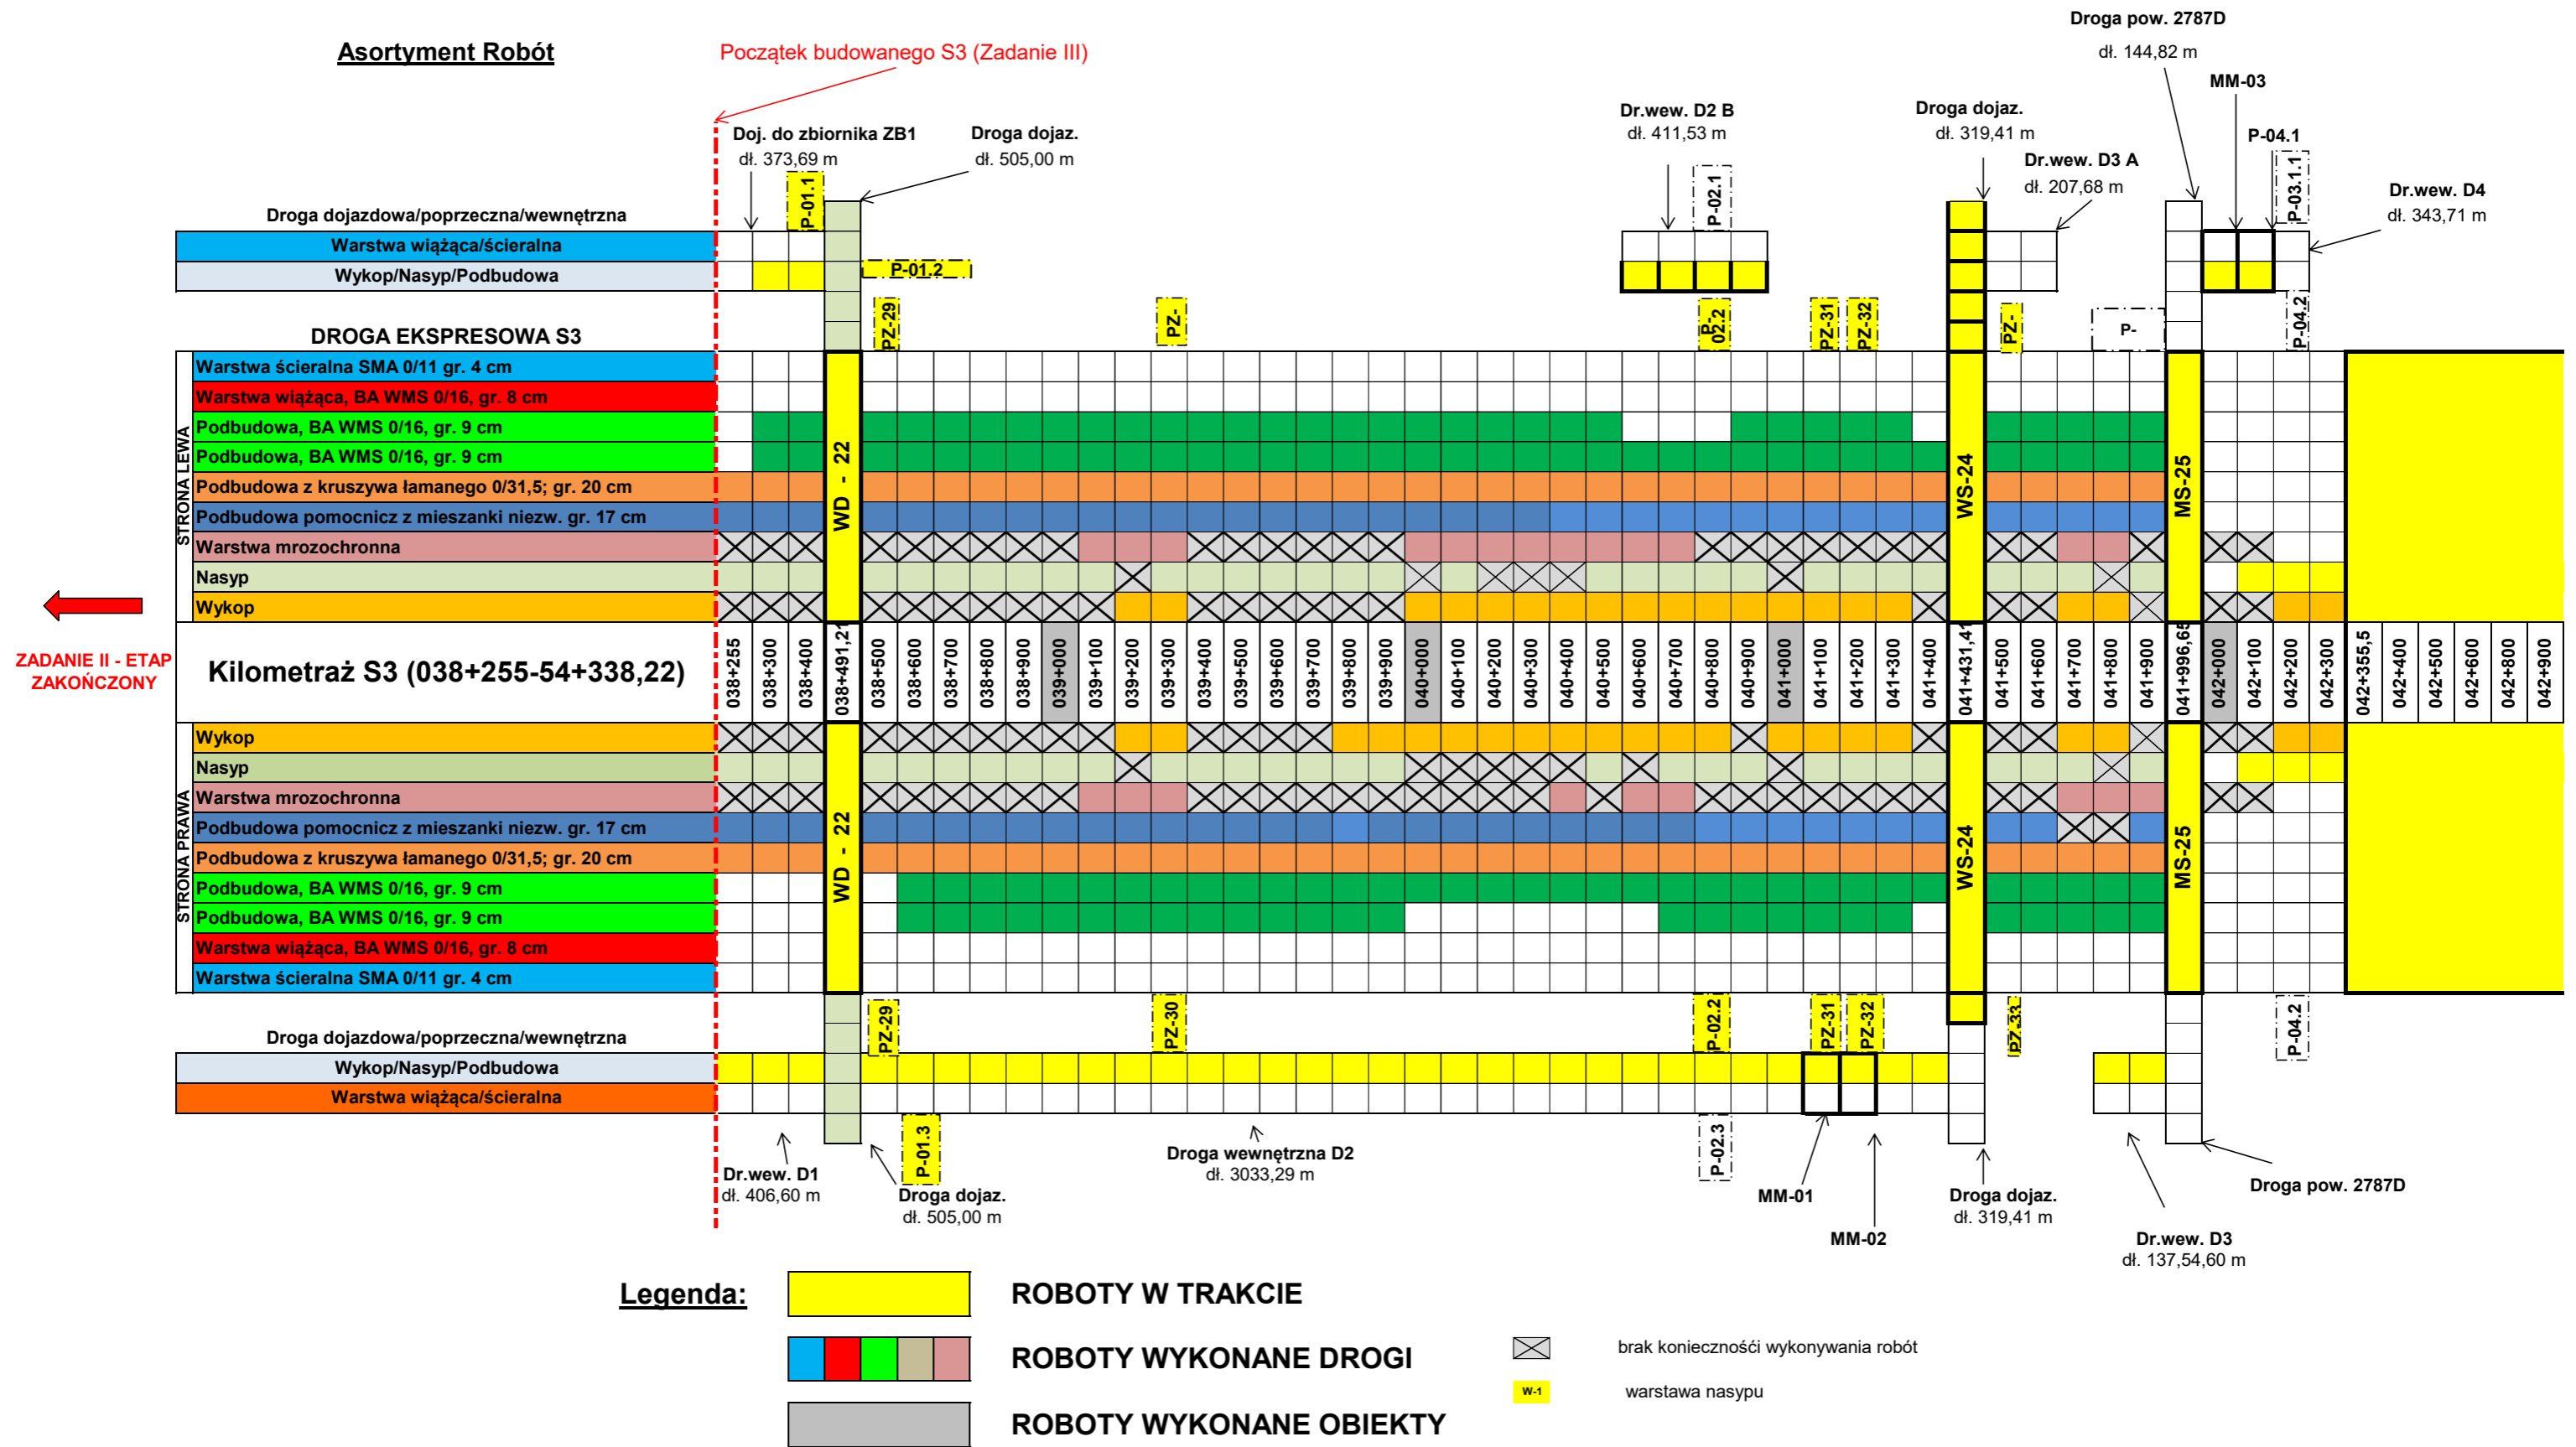 Asortyment Robót
Początek budowanego S3 (Zadanie III)
Droga pow. 2787D
dł. 144,82 m
MM-03
P-04.1
P-03.1.1
Doj. do zbiornika ZB1
dł. 373,69 m
Droga dojaz.
dł. 505,00 m
Dr.wew. D2 B
dł. 411,53 m
Droga dojaz.
dł. 319,41 m
Dr.wew. D3 A
dł. 207,68 m
Dr.wew. D4
dł. 343,71 m
P-01.1
P-02.1
Droga dojazdowa/poprzeczna/wewnętrzna
Warstwa wiążąca/ścieralna
Wykop/Nasyp/Podbudowa
P-01.2
PZ-29
PZ-
P-02.2
PZ-31
PZ-32
PZ-
P-
P-04.2
DROGA EKSPRESOWA S3
STRONA LEWA
Warstwa ścieralna SMA 0/11 gr. 4 cm
Warstwa wiążąca, BA WMS 0/16, gr. 8 cm
Podbudowa, BA WMS 0/16, gr. 9 cm
Podbudowa, BA WMS 0/16, gr. 9 cm
Podbudowa z kruszywa łamanego 0/31,5; gr. 20 cm
Podbudowa pomocnicz z mieszanki niezw. gr. 17 cm
Warstwa mrozochronna
Nasyp
Wykop
WD - 22
WS-24
MS-25
ZADANIE II - ETAP
ZAKOŃCZONY
Kilometraż S3 (038+255-54+338,22)
038+255
038+300
038+400
038+491,21
038+500
038+600
038+700
038+800
038+900
039+000
039+100
039+200
039+300
039+400
039+500
039+600
039+700
039+800
039+900
040+000
040+100
040+200
040+300
040+400
040+500
040+600
040+700
040+800
040+900
041+000
041+100
041+200
041+300
041+400
041+431,41
041+500
041+600
041+700
041+800
041+900
041+996,65
042+000
042+100
042+200
042+300
042+355,5
042+400
042+500
042+600
042+800
042+900
STRONA PRAWA
Wykop
Nasyp
Warstwa mrozochronna
Podbudowa pomocnicz z mieszanki niezw. gr. 17 cm
Podbudowa z kruszywa łamanego 0/31,5; gr. 20 cm
Podbudowa, BA WMS 0/16, gr. 9 cm
Podbudowa, BA WMS 0/16, gr. 9 cm
Warstwa wiążąca, BA WMS 0/16, gr. 8 cm
Warstwa ścieralna SMA 0/11 gr. 4 cm
WD - 22
WS-24
MS-25
PZ-29
PZ-30
P-02.2
PZ-31
PZ-32
PZ-33
P-04.2
Droga dojazdowa/poprzeczna/wewnętrzna
Wykop/Nasyp/Podbudowa
Warstwa wiążąca/ścieralna
P-01.3
P-02.3
Dr.wew. D1
dł. 406,60 m
Droga dojaz.
dł. 505,00 m
Droga wewnętrzna D2
dł. 3033,29 m
MM-01
MM-02
Droga dojaz.
dł. 319,41 m
Droga pow. 2787D
Dr.wew. D3
dł. 137,54,60 m
Legenda:
ROBOTY W TRAKCIE
ROBOTY WYKONANE DROGI
brak koniecznośći wykonywania robót
W-1
warstawa nasypu
ROBOTY WYKONANE OBIEKTY